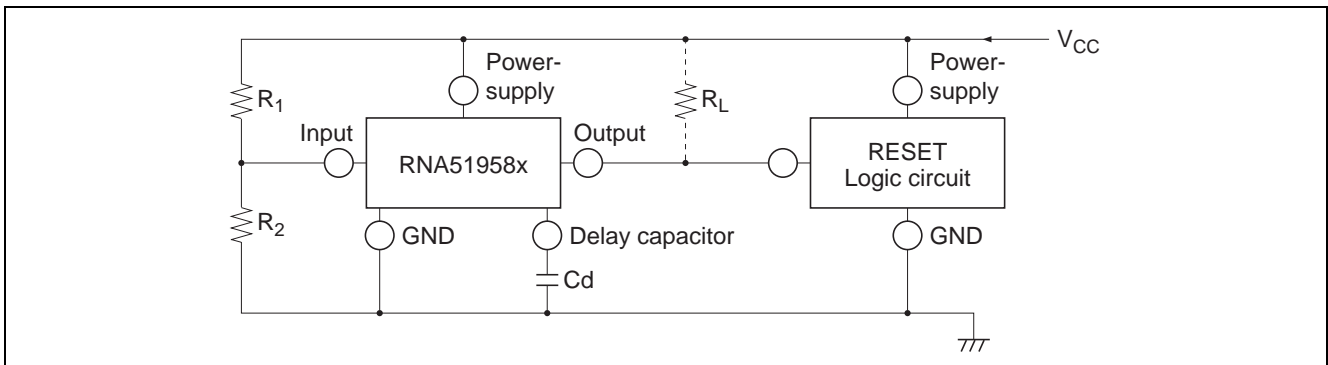 V_CC
Power-
supply
Power-
supply
R_1
R_L
Input
Output
RNA51958x
RESET
Logic circuit
R_2
GND
Delay capacitor
GND
Cd